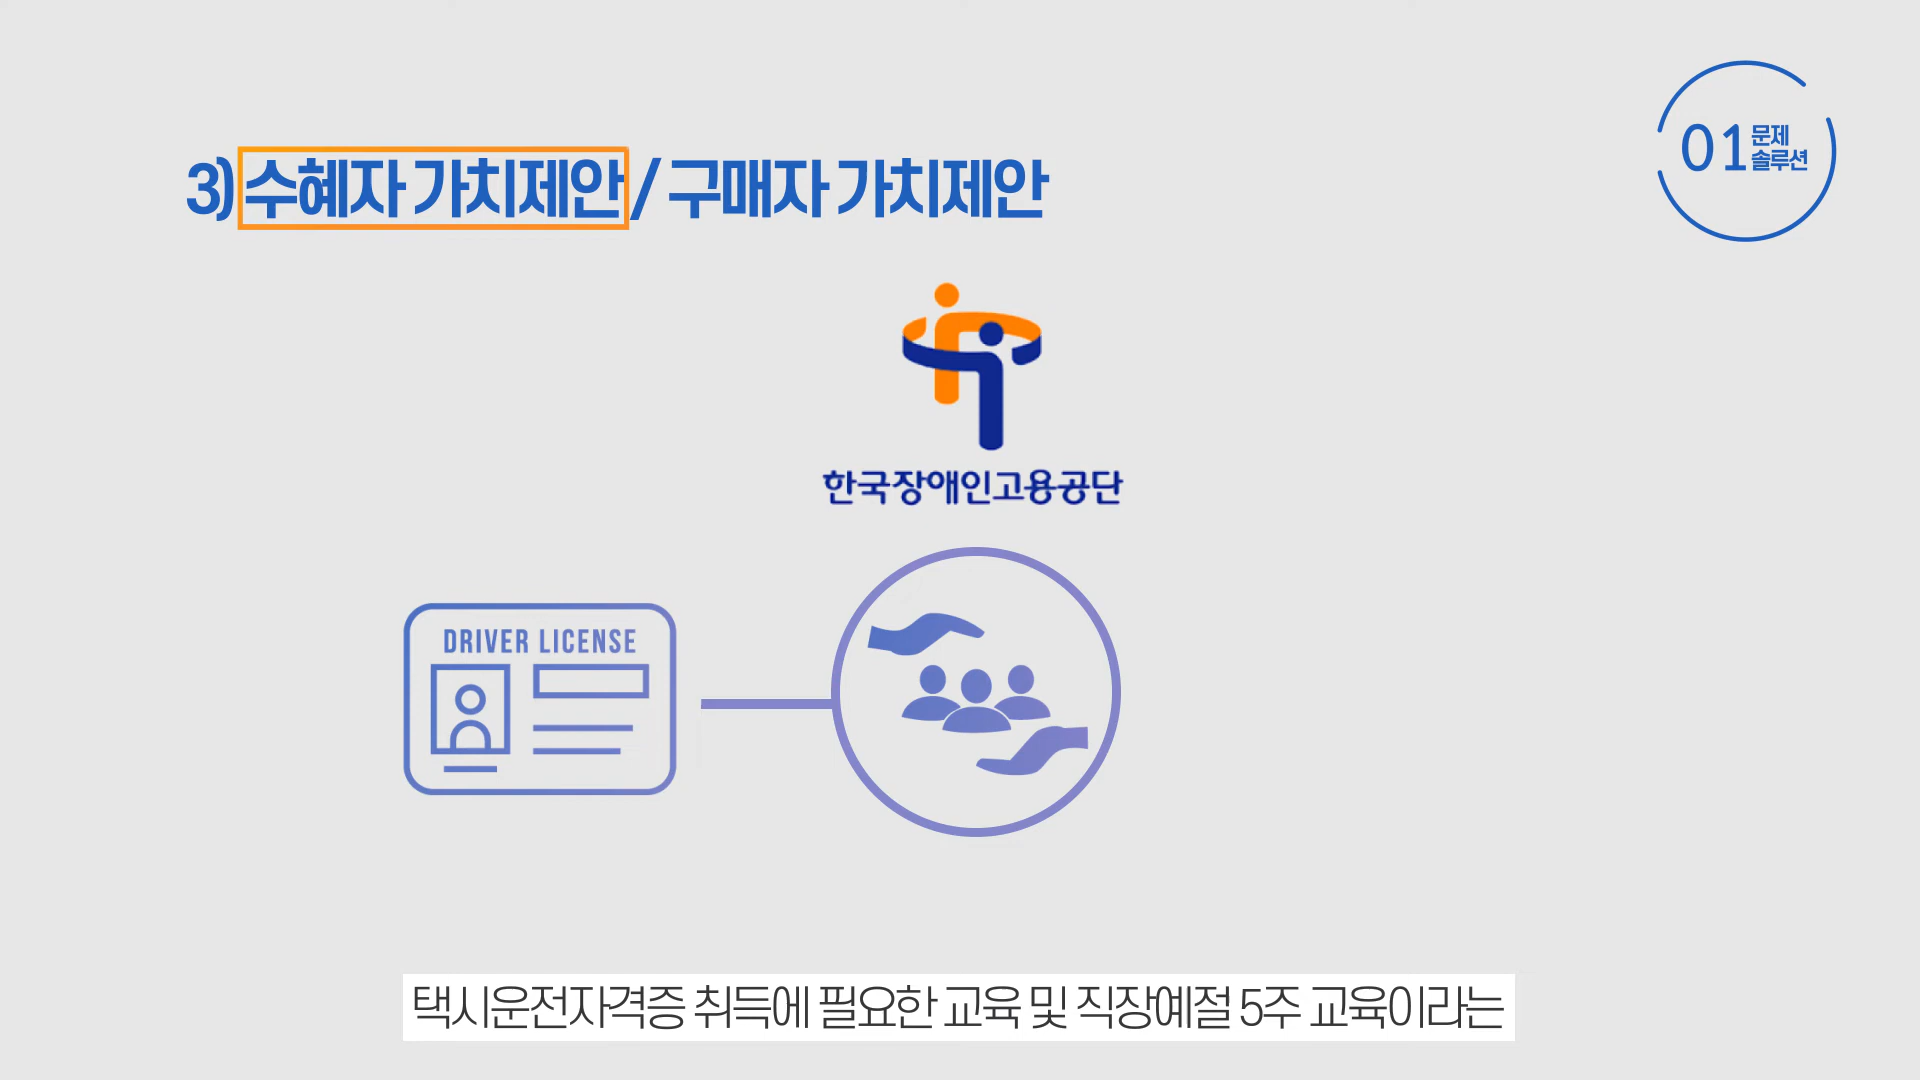 3) 수혜자 가치제안 / 구매자 가치제안
01 문제
솔루션
한국장애인고용공단
DRIVER LICENSE
택시운전자격증 취득에 필요한 교육 및 직장예절 5주 교육이라는